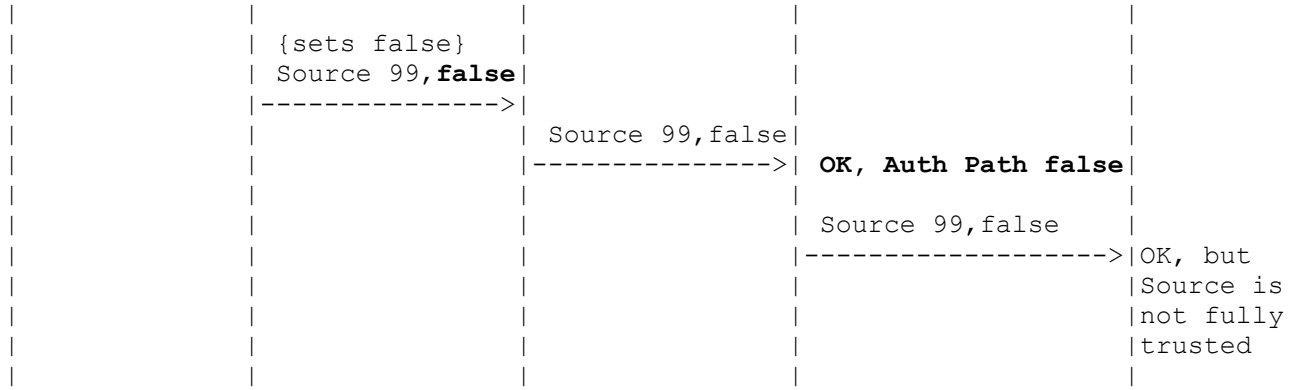 {sets false}
Source 99,false
--------------->
Source 99,false
---------------> OK, Auth Path false
Source 99,false
------------------->OK, but
Source is
not fully
trusted